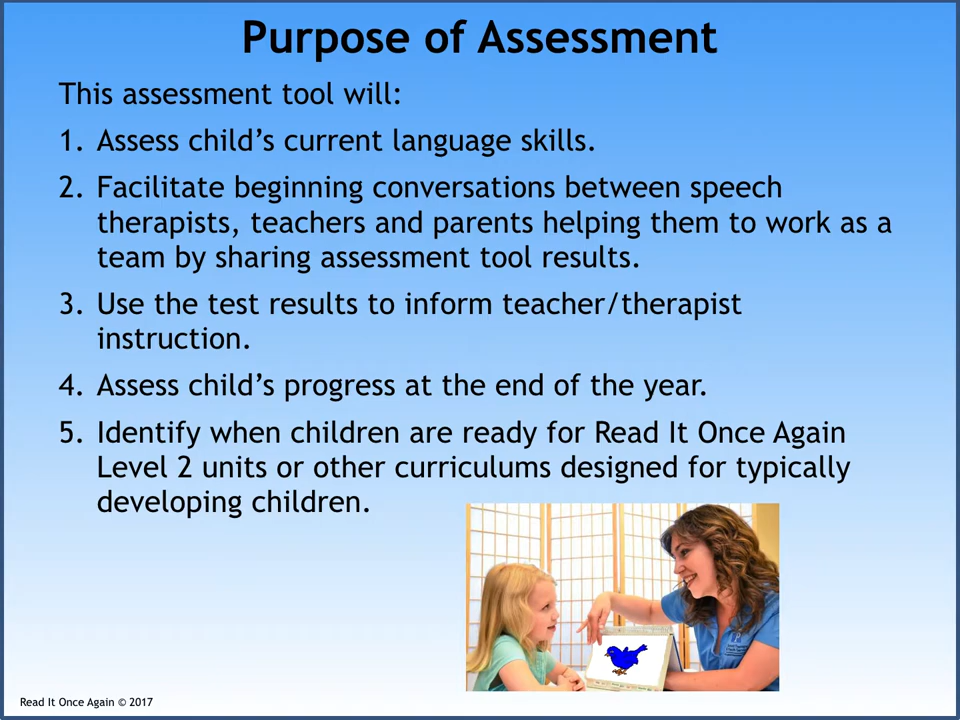 Purpose of Assessment
This assessment tool will:
1. Assess child’s current language skills.
2. Facilitate beginning conversations between speech
therapists, teachers and parents helping them to work as a
team by sharing assessment tool results.
3. Use the test results to inform teacher/therapist
instruction.
4. Assess child’s progress at the end of the year.
5. Identify when children are ready for Read It Once Again
Level 2 units or other curriculums designed for typically
developing children.
Read It Once Again © 2017